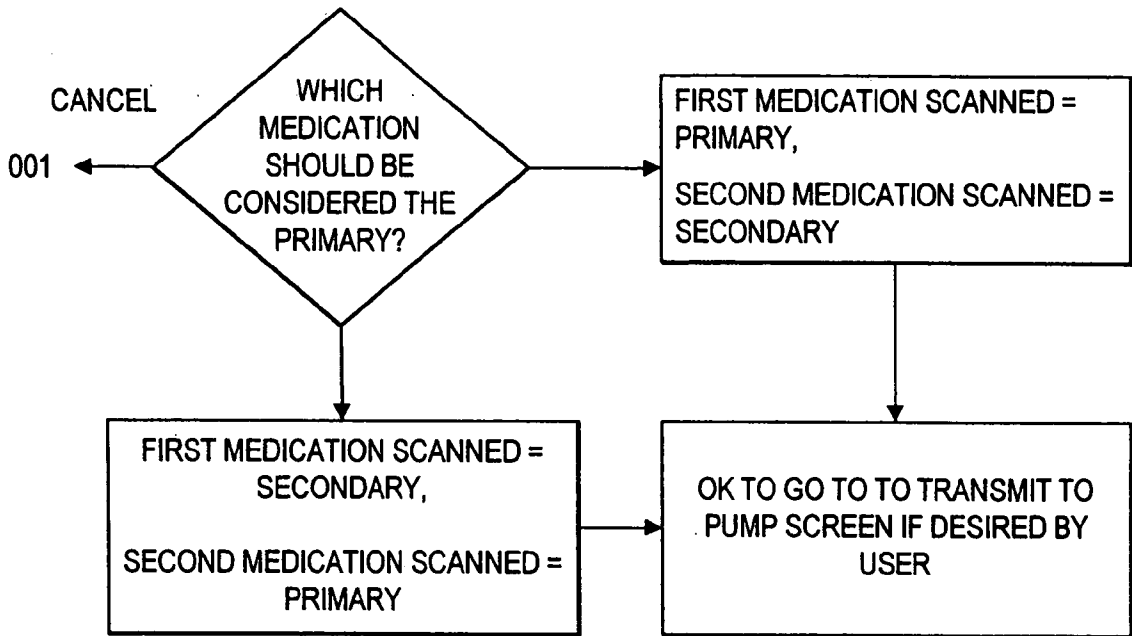 CANCEL
001
WHICH
MEDICATION
SHOULD BE
CONSIDERED THE
PRIMARY?
FIRST MEDICATION SCANNED =
PRIMARY,
SECOND MEDICATION SCANNED =
SECONDARY
FIRST MEDICATION SCANNED =
SECONDARY,
SECOND MEDICATION SCANNED =
PRIMARY
OK TO GO TO TO TRANSMIT TO
PUMP SCREEN IF DESIRED BY
USER